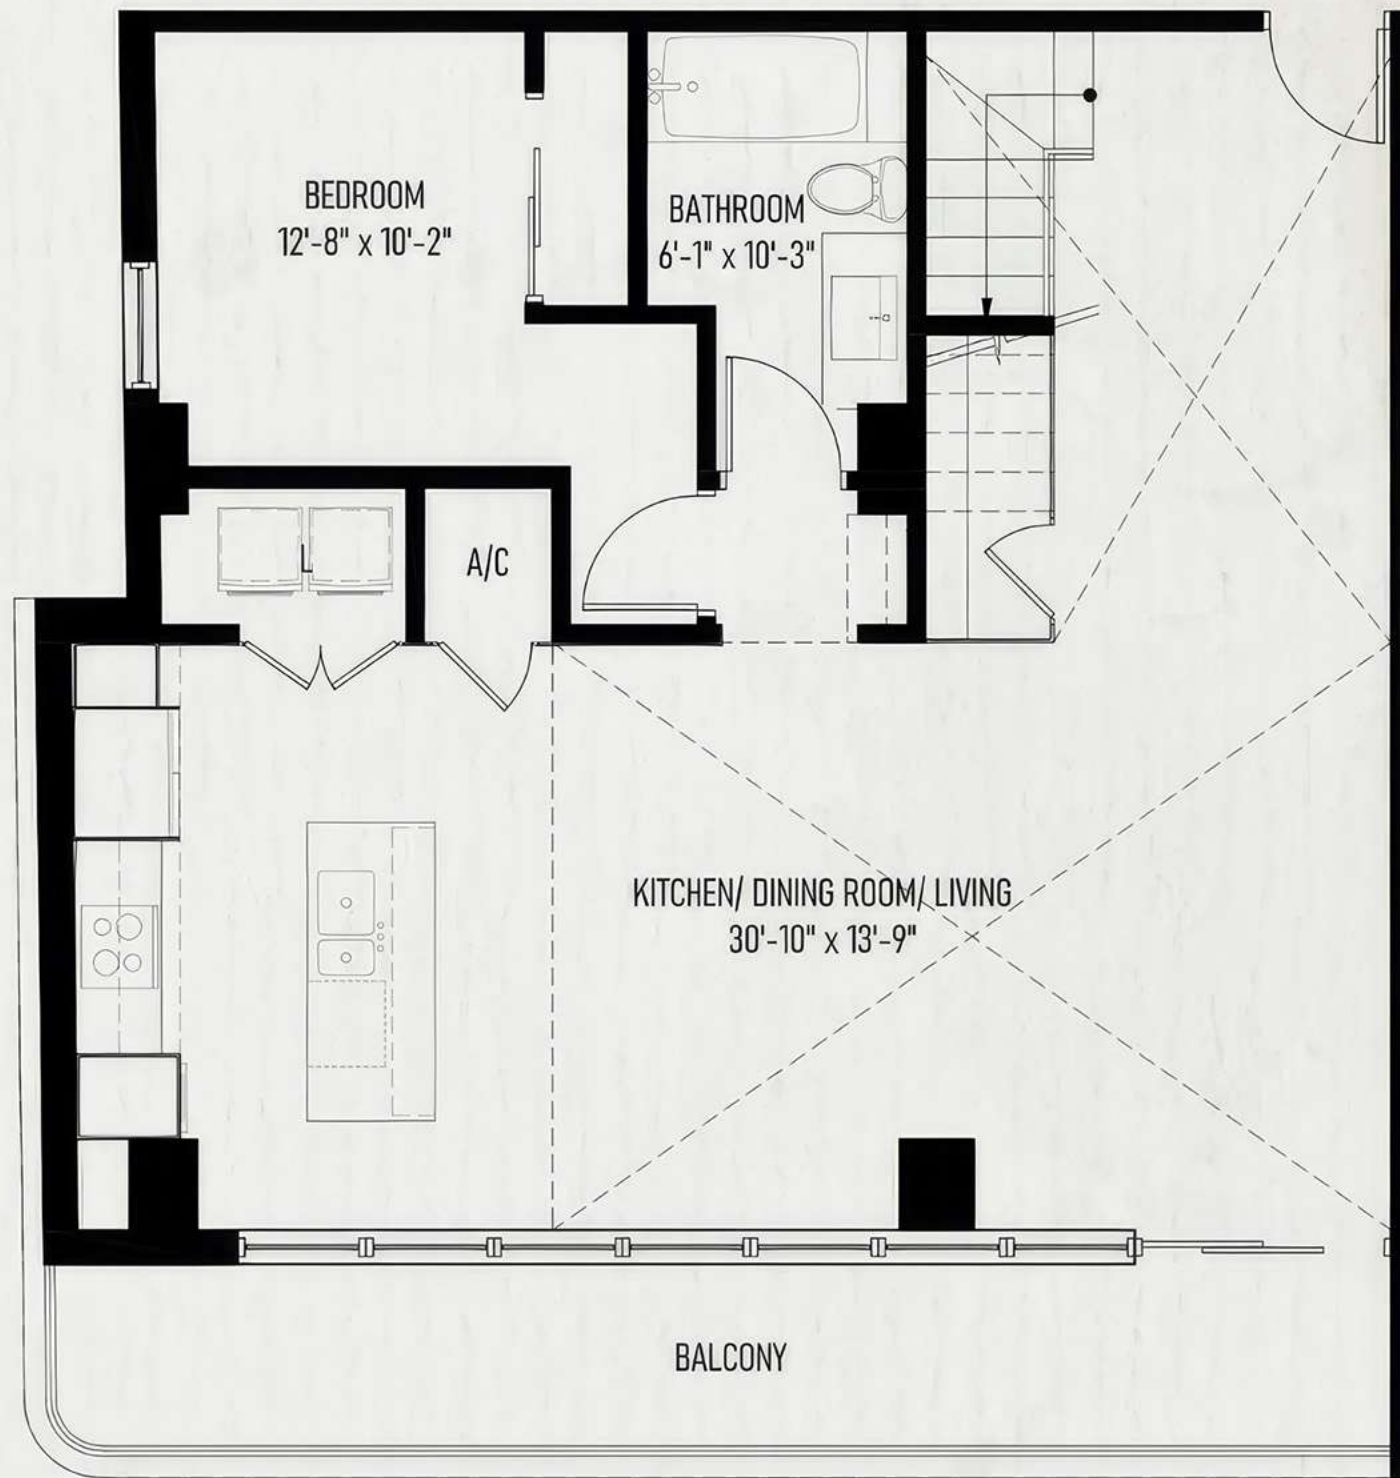 BEDROOM
12'-8" x 10'-2"
BATHROOM
6'-1" x 10'-3"
A/C
KITCHEN/ DINING ROOM/ LIVING
30'-10" x 13'-9"
BALCONY